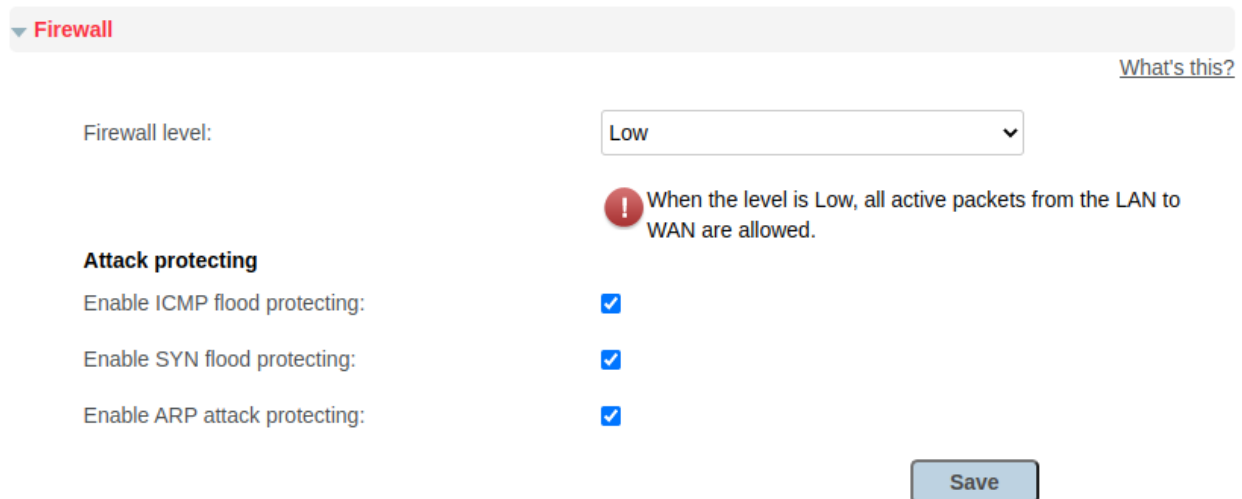 Firewall
What's this?
Firewall level:
Low
When the level is Low, all active packets from the LAN to
WAN are allowed.
Attack protecting
Enable ICMP flood protecting:
Enable SYN flood protecting:
Enable ARP attack protecting:
Save